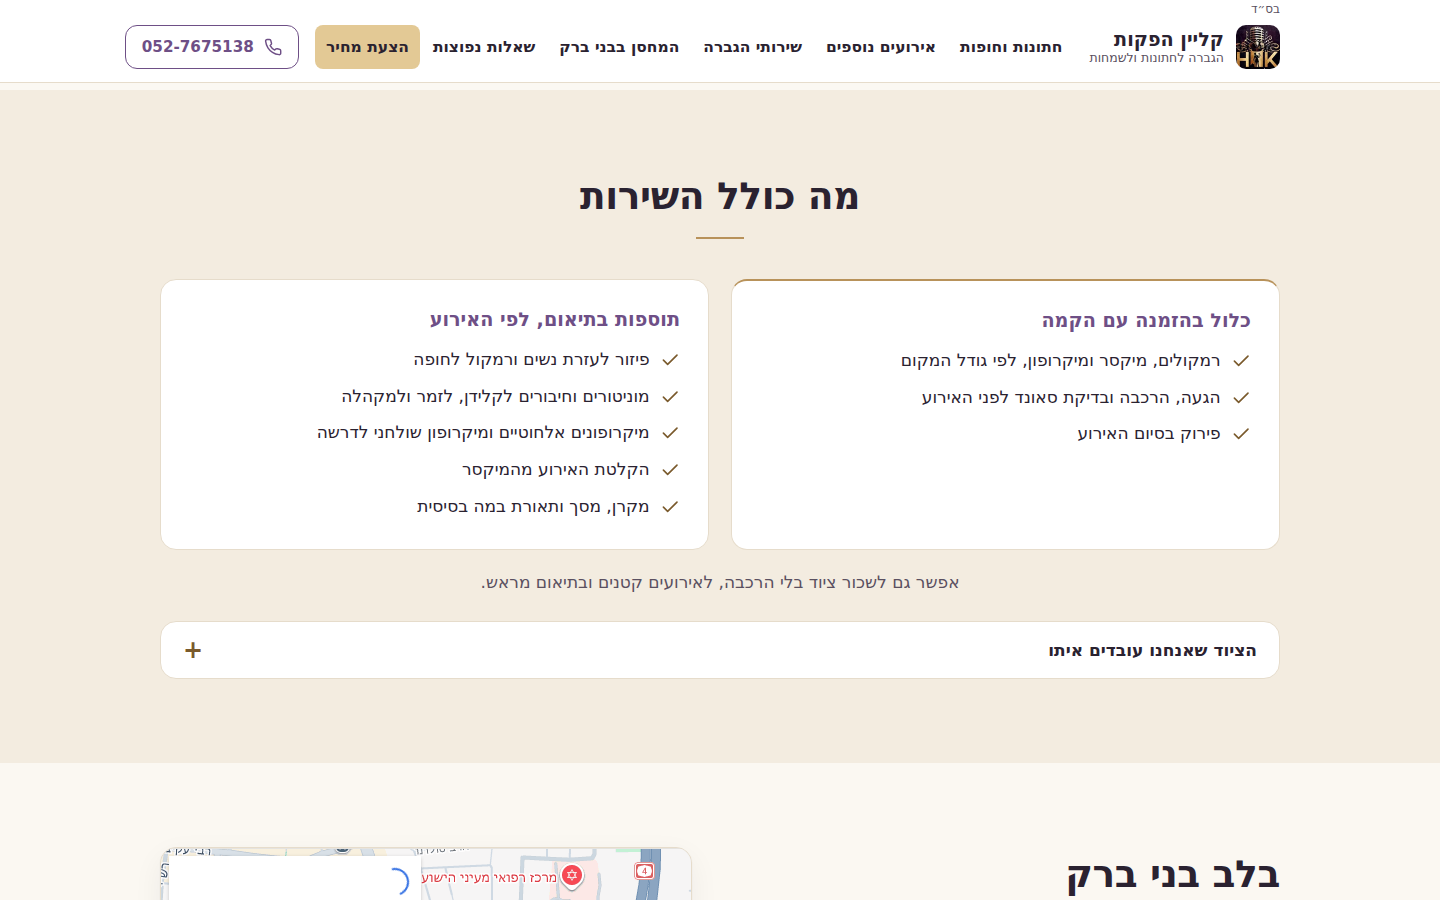 בס״ד
קליין הפקות
הגברה לחתונות ולשמחות
חתונות וחופות
אירועים נוספים
שירותי הגברה
המחסן בבני ברק
שאלות נפוצות
הצעת מחיר
052-7675138
מה כולל השירות
כלול בהזמנה עם הקמה
רמקולים, מיקסר ומיקרופון, לפי גודל המקום
הגעה, הרכבה ובדיקת סאונד לפני האירוע
פירוק בסיום האירוע
תוספות בתיאום, לפי האירוע
פיזור לעזרת נשים ורמקול לחופה
מוניטורים וחיבורים לקלידן, לזמר ולמקהלה
מיקרופונים אלחוטיים ומיקרופון שולחני לדרשה
הקלטת האירוע מהמיקסר
מקרן, מסך ותאורת במה בסיסית
אפשר גם לשכור ציוד בלי הרכבה, לאירועים קטנים ובתיאום מראש.
הציוד שאנחנו עובדים איתו
בלב בני ברק
מרכז רפואי מעיני הישוע
4